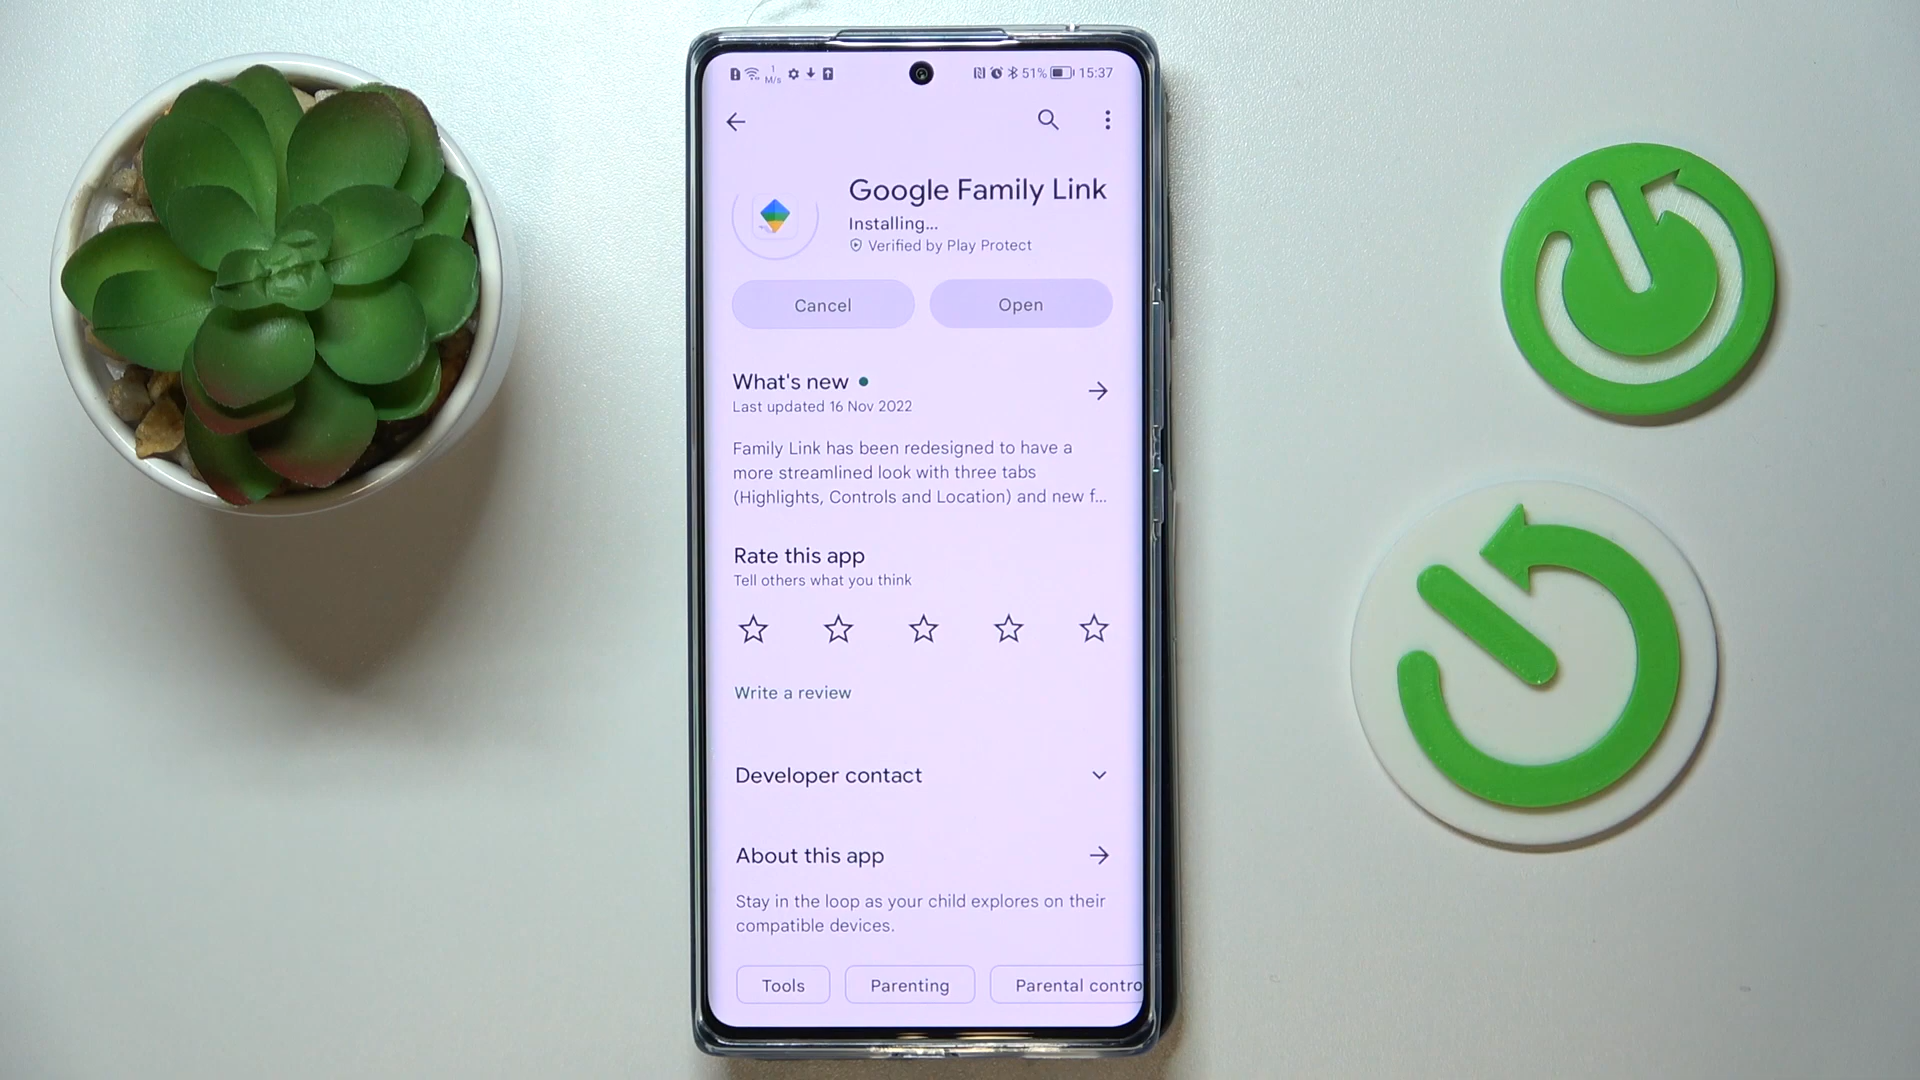 1
M/s
51%
15:37
Google Family Link
Installing...
Verified by Play Protect
Cancel
Open
What's new
Last updated 16 Nov 2022
Family Link has been redesigned to have a
more streamlined look with three tabs
(Highlights, Controls and Location) and new f...
Rate this app
Tell others what you think
Write a review
Developer contact
About this app
Stay in the loop as your child explores on their
compatible devices.
Tools
Parenting
Parental contro